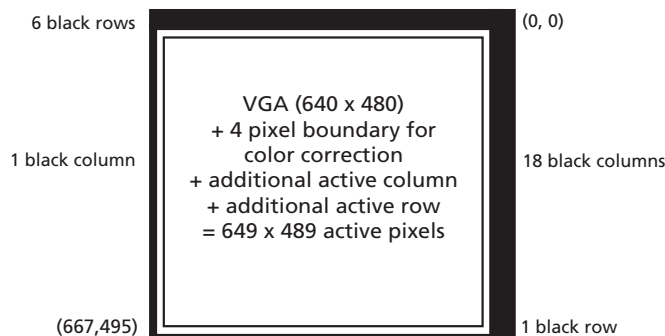 6 black rows
(0, 0)
VGA (640 x 480)
+ 4 pixel boundary for
color correction
+ additional active column
+ additional active row
= 649 x 489 active pixels
1 black column
18 black columns
(667,495)
1 black row